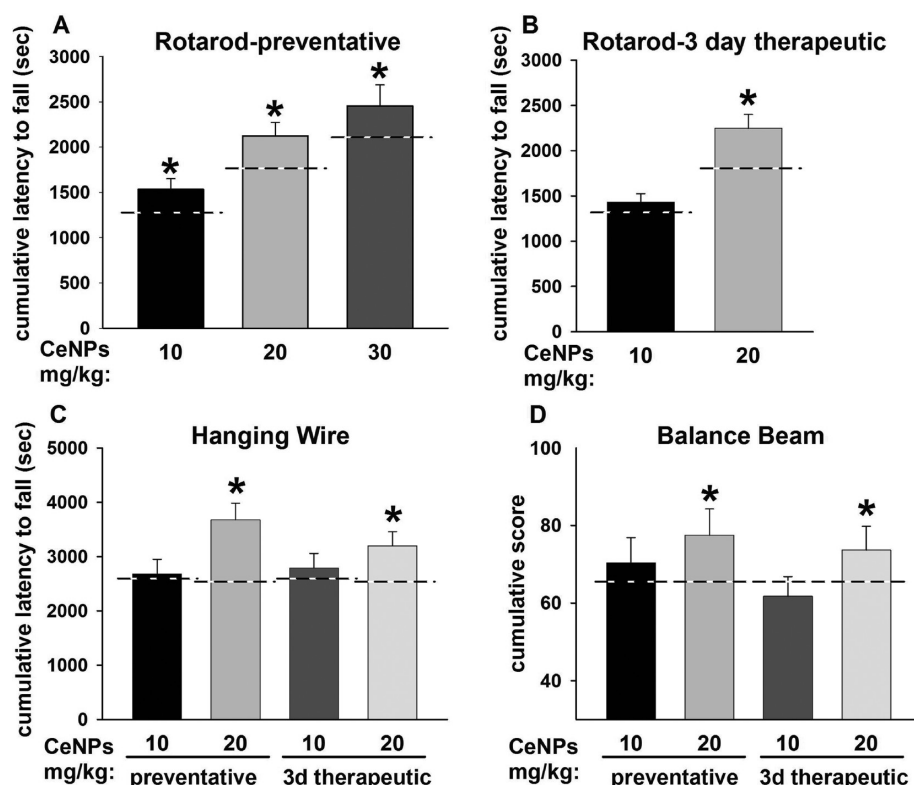 A
Rotarod-preventative
cumulative latency to fall (sec)
3000
2500
2000
1500
1000
500
0
* * *
CeNPs mg/kg:
10 20 30
B
Rotarod-3 day therapeutic
cumulative latency to fall (sec)
3000
2500
2000
1500
1000
500
0
*
CeNPs mg/kg:
10 20
C
Hanging Wire
cumulative latency to fall (sec)
5000
4000
3000
2000
1000
0
* *
CeNPs mg/kg:
10 20 10 20
preventative 3d therapeutic
D
Balance Beam
cumulative score
100
80
60
40
* *
CeNPs mg/kg:
10 20 10 20
preventative 3d therapeutic